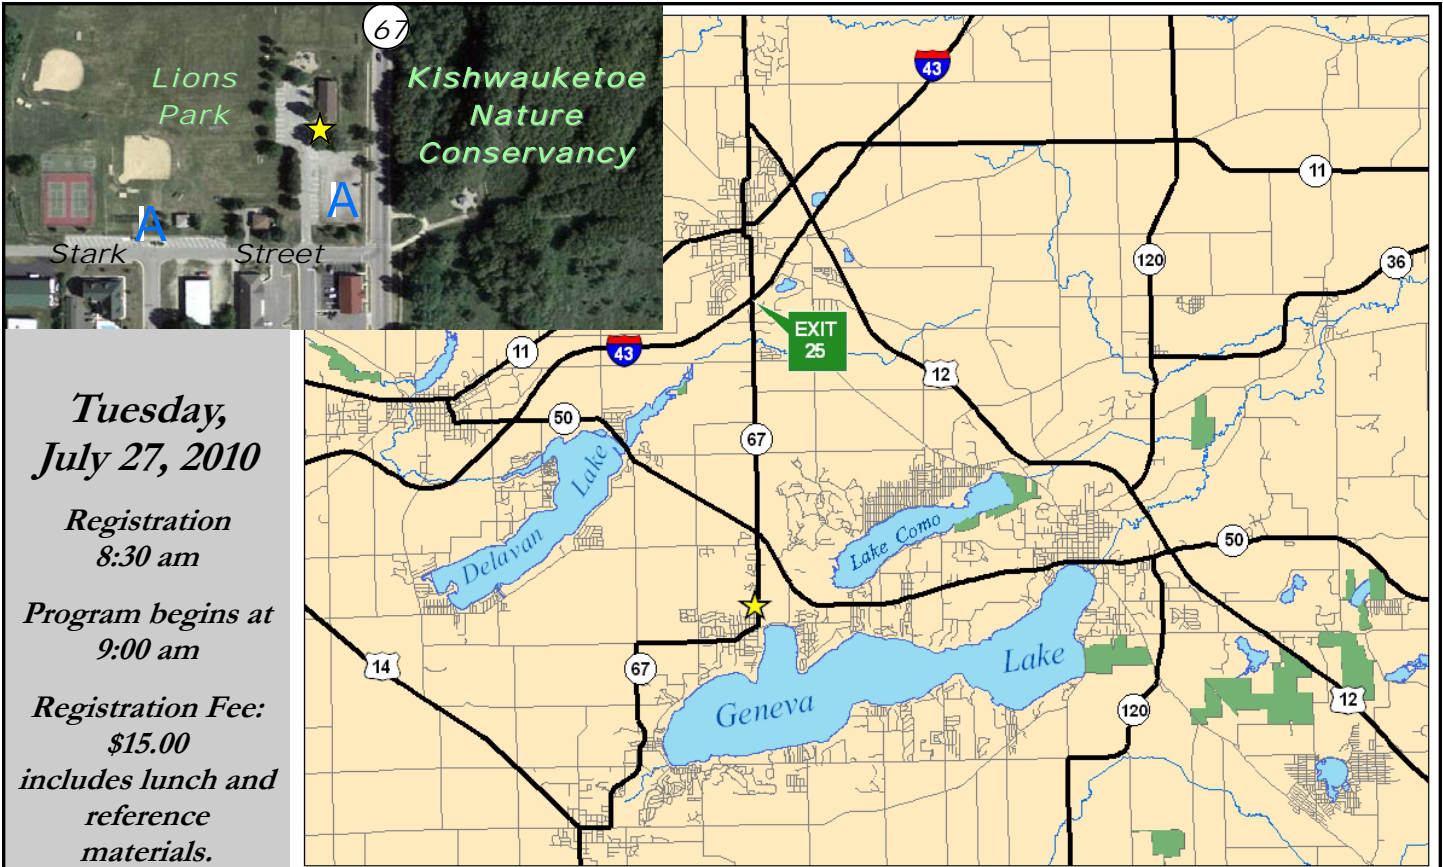 67
Lions
Park
Kishwauketoe
Nature
Conservancy
A
A
Stark Street
Tuesday,
July 27, 2010
Registration
8:30 am
Program begins at
9:00 am
Registration Fee:
$15.00
includes lunch and
reference
materials.
43
11
120
36
EXIT
25
11
43
12
50
67
Delavan Lake
Lake Como
50
14
67
Geneva Lake
120
12